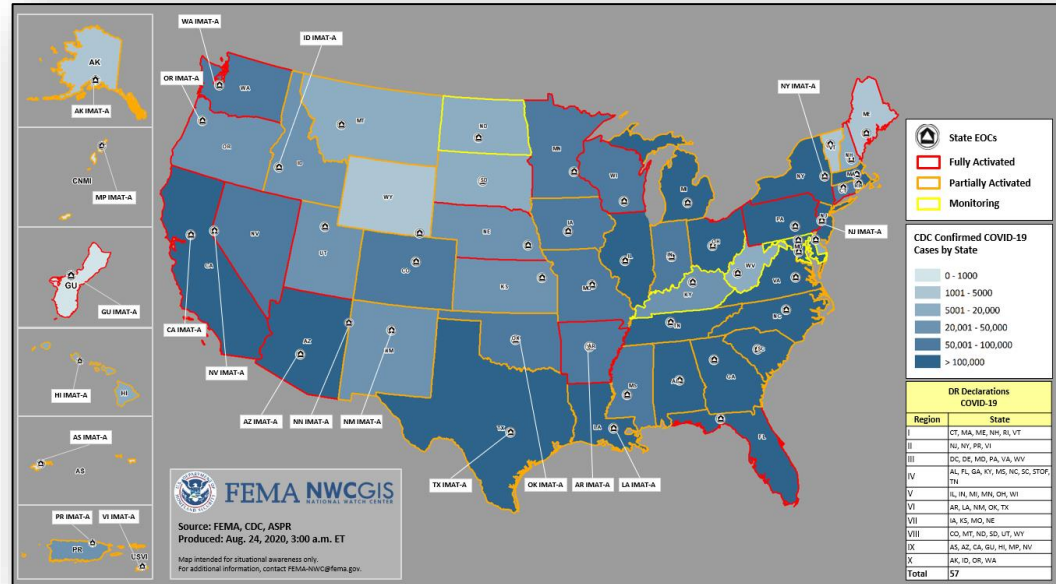 WA IMAT-A
ID IMAT-A
OR IMAT-A
NY IMAT-A
AK
AK IMAT-A
CNMI
MP IMAT-A
GU
GU IMAT-A
HI IMAT-A
HI
AS IMAT-A
AS
PR IMAT-A
VI IMAT-A
PR
USVI
WA
MT
ND
MN
ME
OR
ID
SD
WI
MI
NY
WY
IA
NE
PA
NV
UT
CO
KS
MO
IL
IN
OH
WV
VA
KY
CA
AZ
NM
OK
AR
TN
NC
SC
TX
LA
MS
AL
GA
FL
VT
NH
MA
CT
NJ
NJ IMAT-A
CA IMAT-A
NV IMAT-A
AZ IMAT-A
NN IMAT-A
NM IMAT-A
TX IMAT-A
OK IMAT-A
AR IMAT-A
LA IMAT-A
FEMA NWCGIS
NATIONAL WATCH CENTER
Source: FEMA, CDC, ASPR
Produced: Aug. 24, 2020, 3:00 a.m. ET
Map intended for situational awareness only.
For additional information, contact FEMA-NWC@fema.gov.
State EOCs
Fully Activated
Partially Activated
Monitoring
CDC Confirmed COVID-19
Cases by State
0 - 1000
1001 - 5000
5001 - 20,000
20,001 - 50,000
50,001 - 100,000
> 100,000
DR Declarations
COVID-19
Region State
I CT, MA, ME, NH, RI, VT
II NJ, NY, PR, VI
III DC, DE, MD, PA, VA, WV
IV AL, FL, GA, KY, MS, NC, SC, STOF,
TN
V IL, IN, MI, MN, OH, WI
VI AR, LA, NM, OK, TX
VII IA, KS, MO, NE
VIII CO, MT, ND, SD, UT, WY
IX AS, AZ, CA, GU, HI, MP, NV
X AK, ID, OR, WA
Total 57